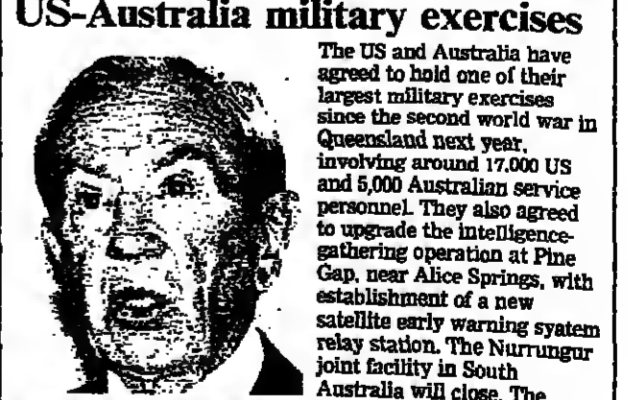 US-Australia military exercises
The US and Australia have
agreed to hold one of their
largest military exercises
since the second world war in
Queensland next year,
involving around 17,000 US
and 5,000 Australian service
personnel. They also agreed
to upgrade the intelligence-
gathering operation at Pine
Gap, near Alice Springs, with
establishment of a new
satellite early warning syatem
relay station. The Nurrungur
joint facility in South
Australia will close. The